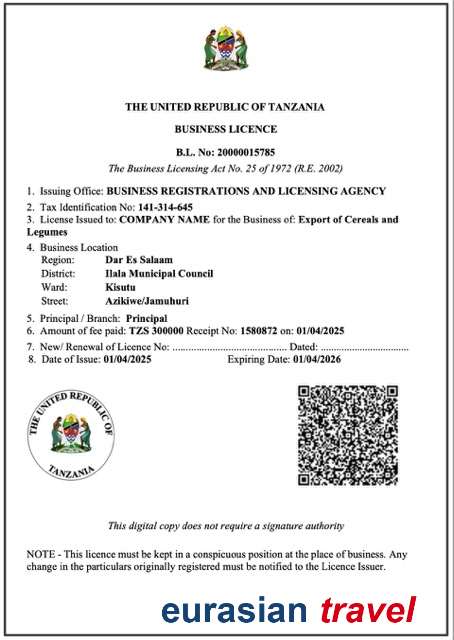 THE UNITED REPUBLIC OF TANZANIA
BUSINESS LICENCE
B.L. No: 20000015785
The Business Licensing Act No. 25 of 1972 (R.E. 2002)
1. Issuing Office: BUSINESS REGISTRATIONS AND LICENSING AGENCY
2. Tax Identification No: 141-314-645
3. License Issued to: COMPANY NAME for the Business of: Export of Cereals and
Legumes
4. Business Location
Region: Dar Es Salaam
District: Ilala Municipal Council
Ward: Kisutu
Street: Azikiwe/Jamuhuri
5. Principal / Branch: Principal
6. Amount of fee paid: TZS 300000 Receipt No: 1580872 on: 01/04/2025
7. New/ Renewal of Licence No: .......................................... Dated: .................................
8. Date of Issue: 01/04/2025 Expiring Date: 01/04/2026
THE UNITED REPUBLIC OF
TANZANIA
This digital copy does not require a signature authority
NOTE - This licence must be kept in a conspicuous position at the place of business. Any
change in the particulars originally registered must be notified to the Licence Issuer.
eurasian travel